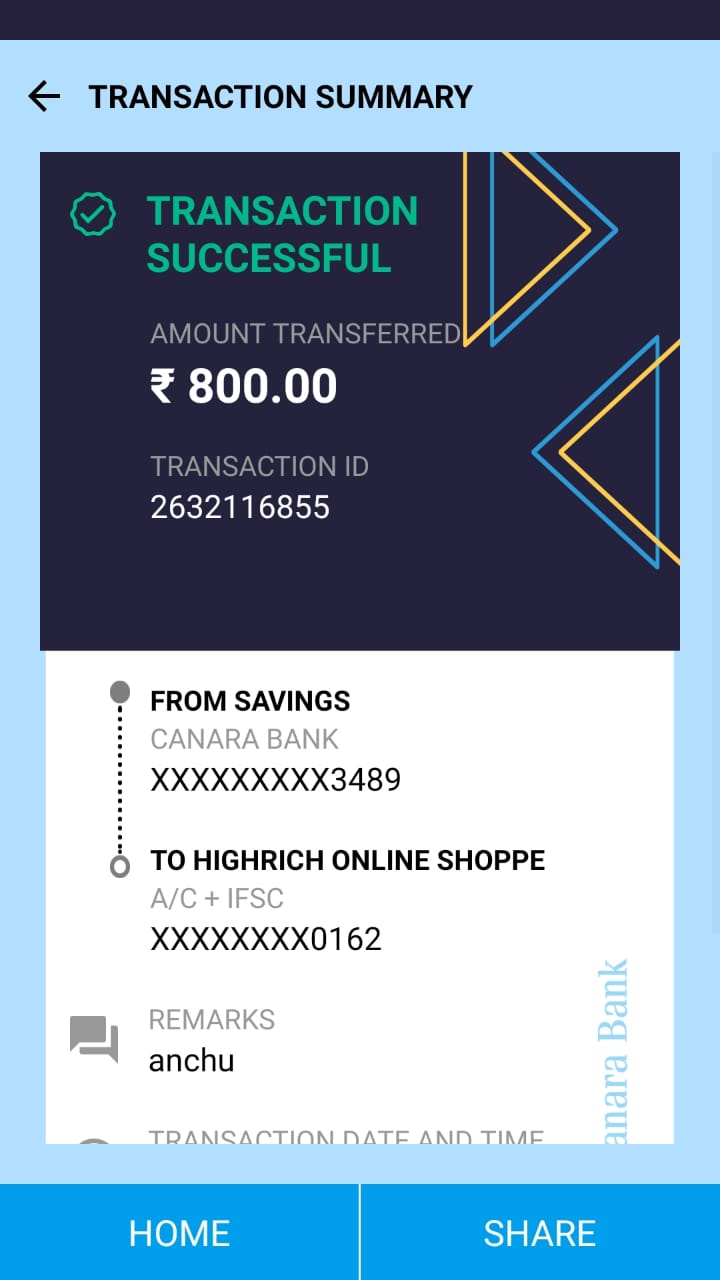 TRANSACTION SUMMARY
TRANSACTION
SUCCESSFUL
AMOUNT TRANSFERRED
₹ 800.00
TRANSACTION ID
2632116855
FROM SAVINGS
CANARA BANK
XXXXXXXXX3489
TO HIGHRICH ONLINE SHOPPE
A/C + IFSC
XXXXXXXX0162
REMARKS
anchu
anara Bank
TRANSACTION DATE AND TIME
HOME
SHARE